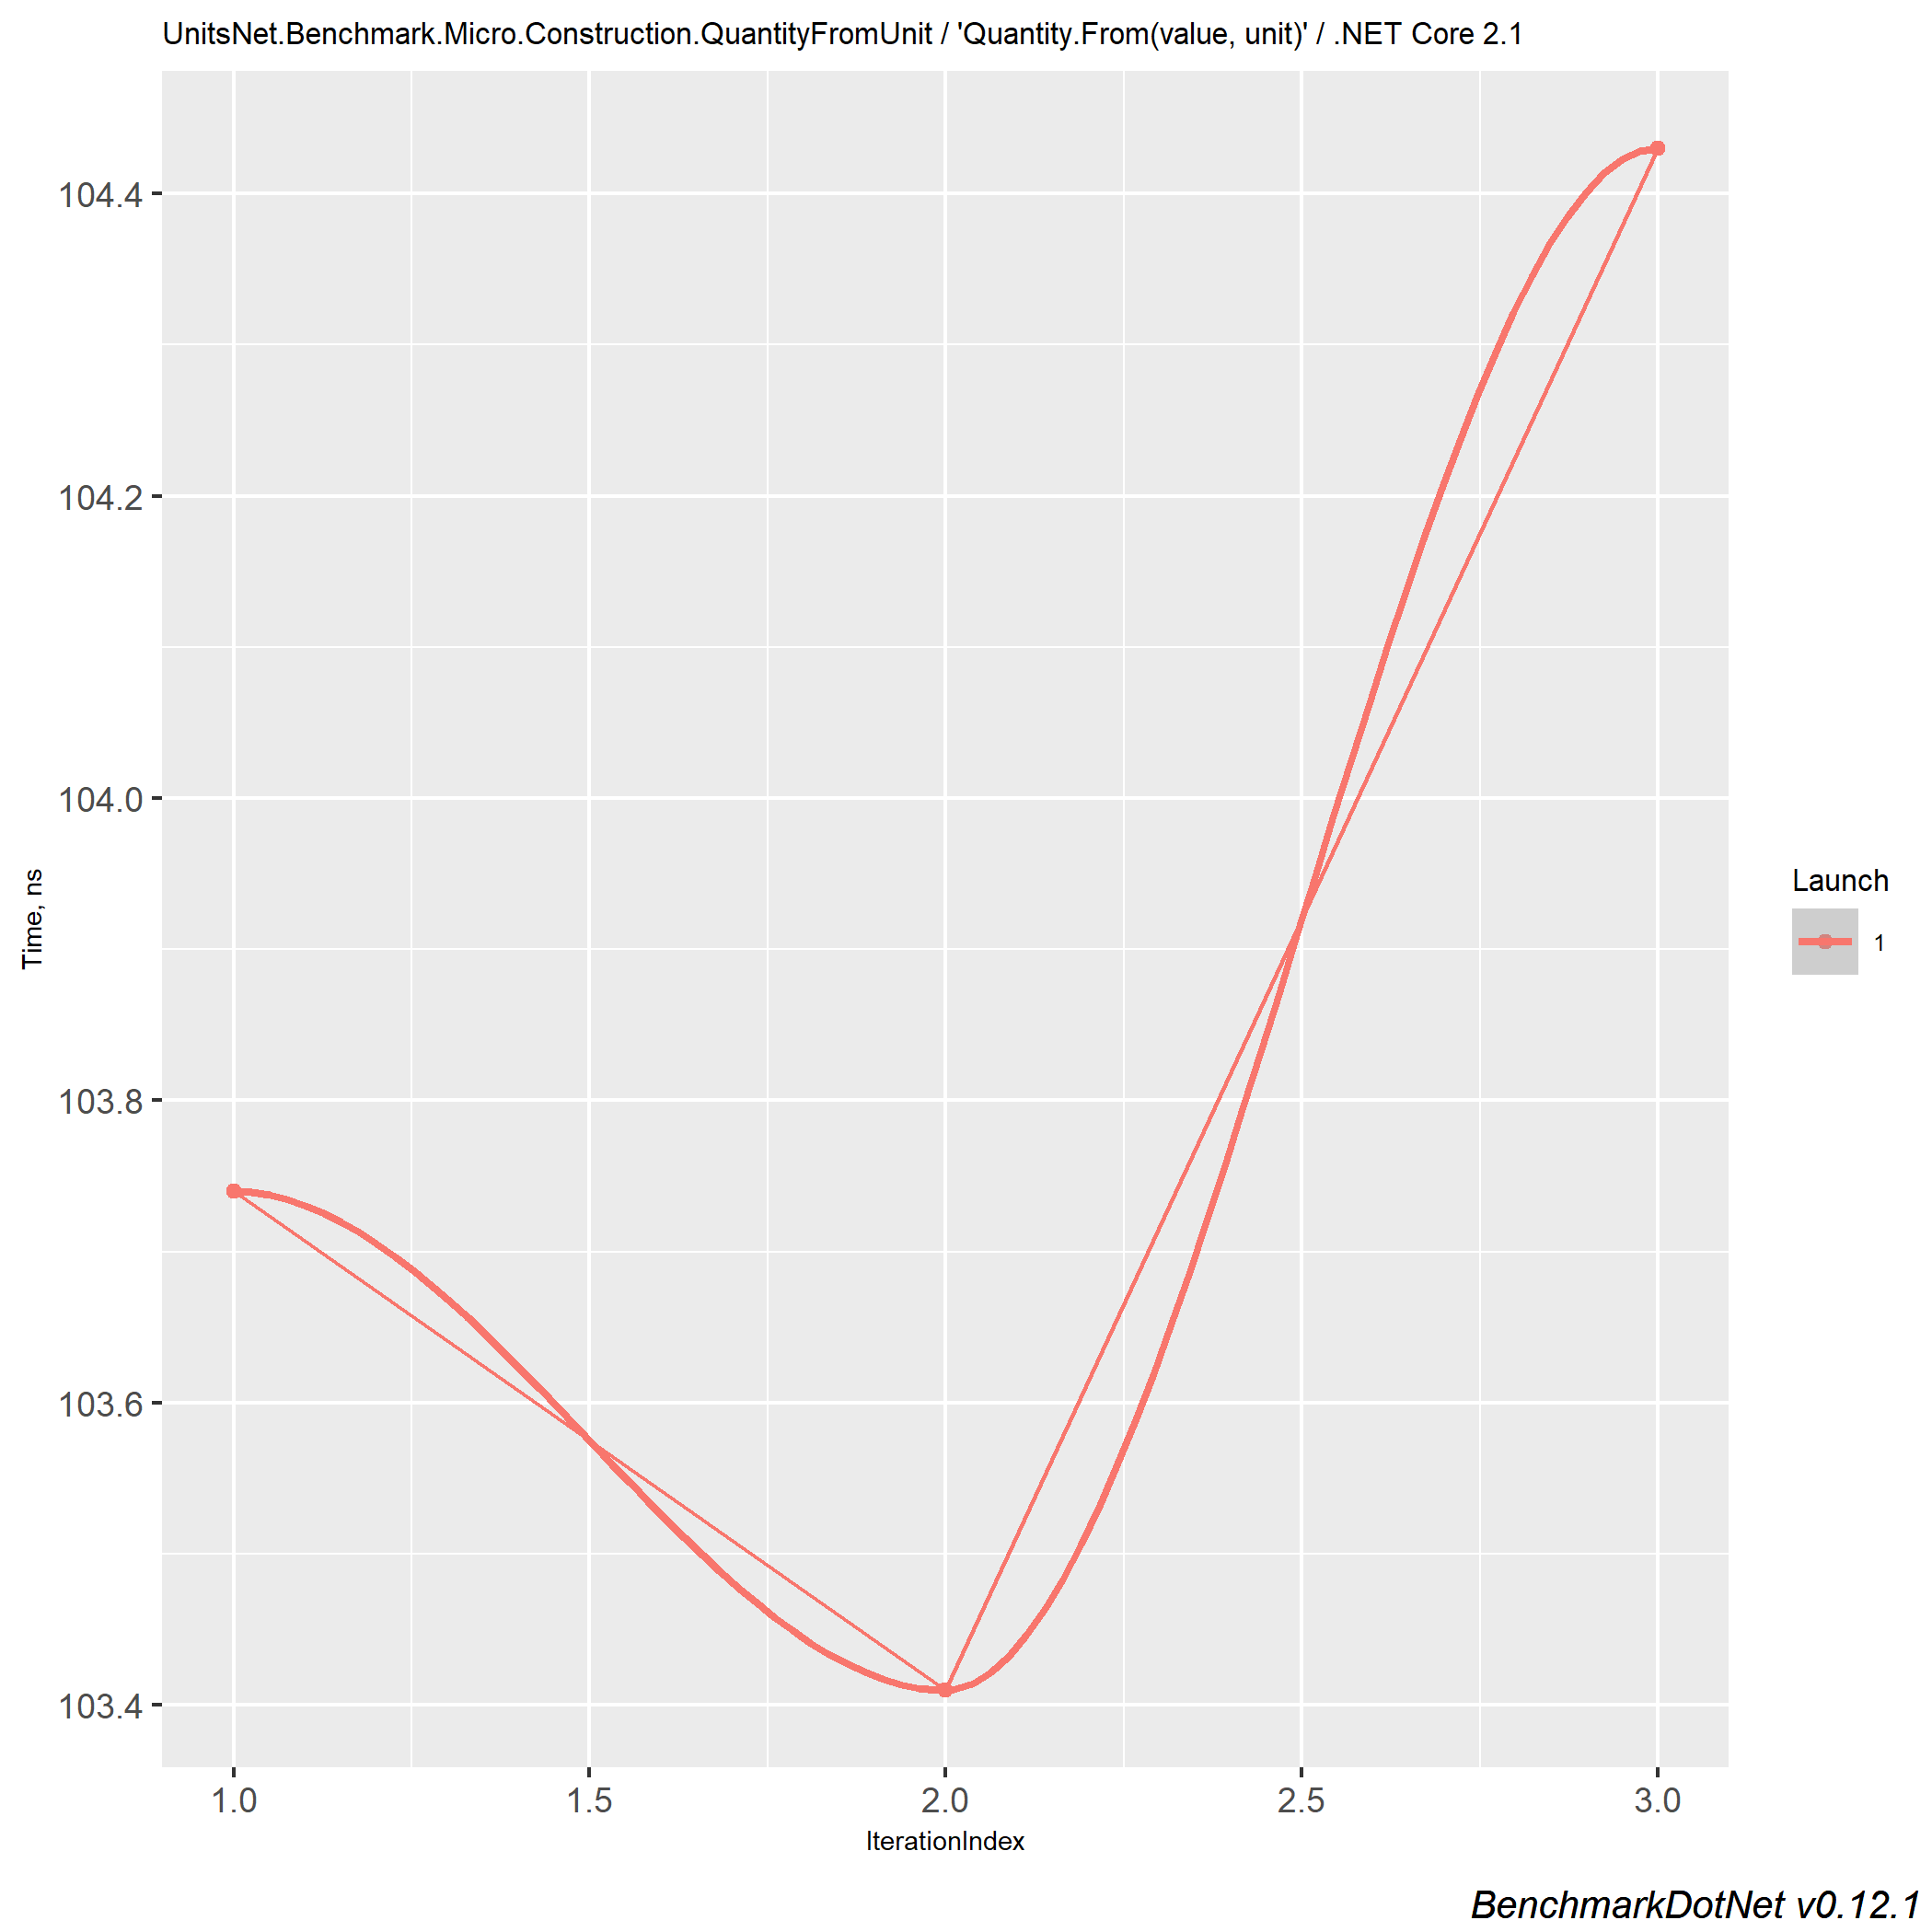 UnitsNet.Benchmark.Micro.Construction.QuantityFromUnit / 'Quantity.From(value, unit)' / .NET Core 2.1
104.4
104.2
104.0
103.8
103.6
103.4
Time, ns
1.0 1.5 2.0 2.5 3.0
IterationIndex
Launch
1
BenchmarkDotNet v0.12.1